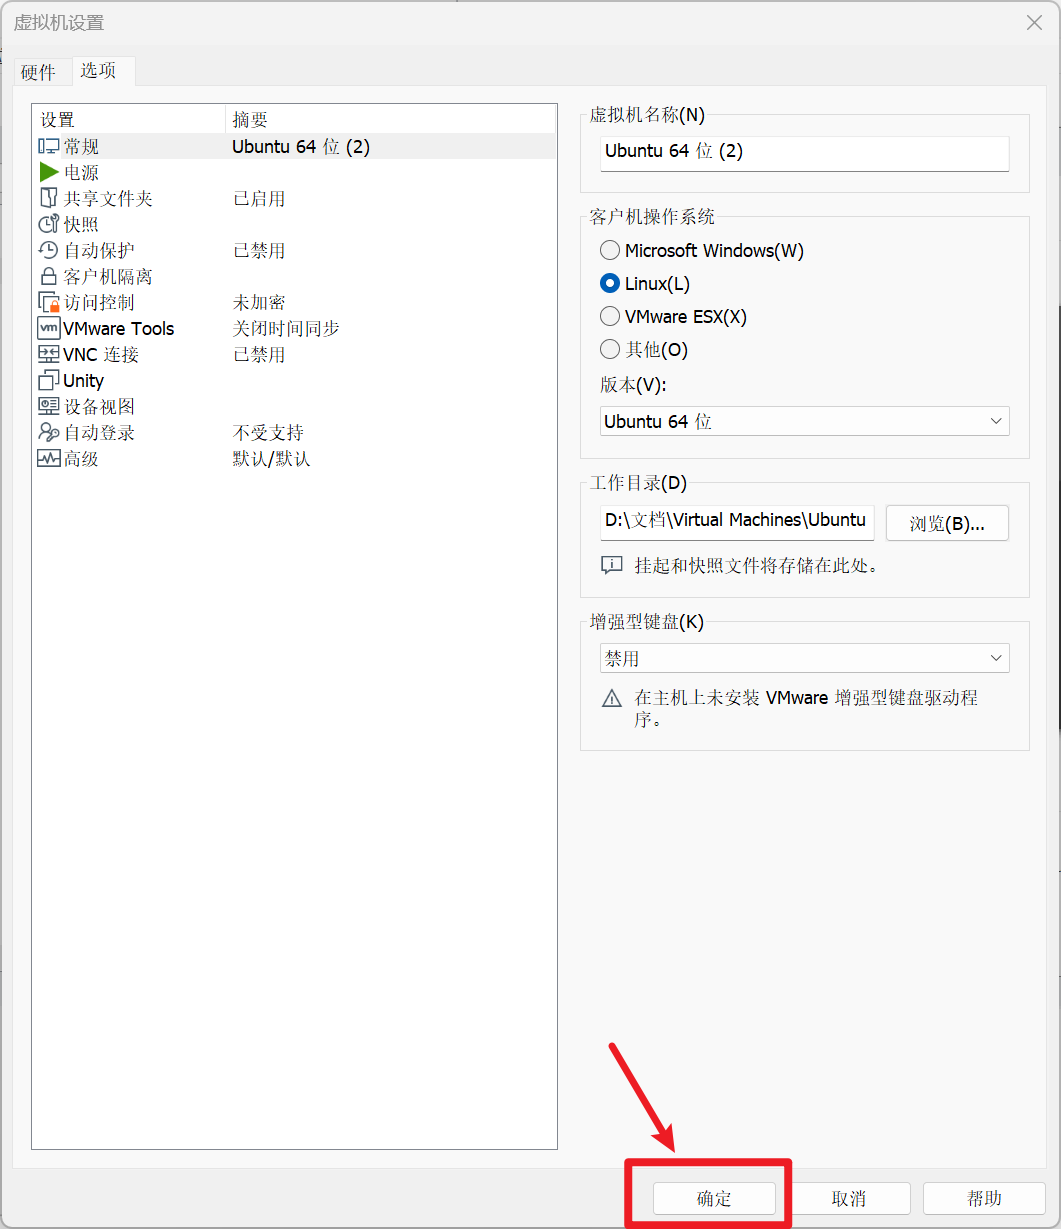 虚拟机设置
硬件 选项
设置 摘要
常规 Ubuntu 64 位 (2)
电源
共享文件夹 已启用
快照
自动保护 已禁用
客户机隔离
访问控制 未加密
vm VMware Tools 关闭时间同步
VNC 连接 已禁用
Unity
设备视图
自动登录 不受支持
高级 默认/默认
虚拟机名称(N)
Ubuntu 64 位 (2)
客户机操作系统
Microsoft Windows(W)
Linux(L)
VMware ESX(X)
其他(O)
版本(V):
Ubuntu 64 位
工作目录(D)
D:\文档\Virtual Machines\Ubuntu 浏览(B)...
挂起和快照文件将存储在此处。
增强型键盘(K)
禁用
在主机上未安装 VMware 增强型键盘驱动程
序。
确定 取消 帮助